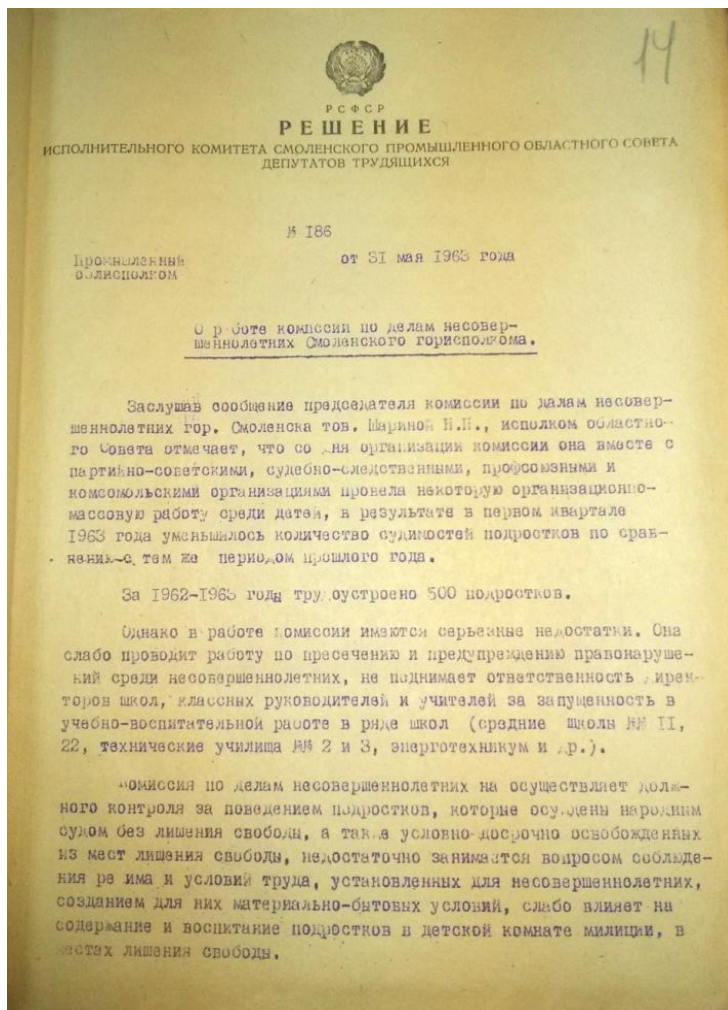 14
РСФСР
РЕШЕНИЕ
ИСПОЛНИТЕЛЬНОГО КОМИТЕТА СМОЛЕНСКОГО ПРОМЫШЛЕННОГО ОБЛАСТНОГО СОВЕТА
ДЕПУТАТОВ ТРУДЯЩИХСЯ
№ 186
Промышленный
облисполком
от 31 мая 1963 года
О работе комиссии по делам несовер-
шеннолетних Смоленского горисполкома.
Заслушав сообщение председателя комиссии по далам несовер-
шеннолетних гор. Смоленска тов. Шариной Н.Н., исполком областно-
го Совета отмечает, что со дня организации комиссии она вместе с
партийно-советскими, судебно-следственными, профсоюзными и
комсомольскими организациями провела некоторую организационно-
массовую работу среди детей, в результате в первом квартале
1963 года уменьшилось количество судимостей подростков по срав-
нению с тем же периодом прошлого года.
За 1962-1963 годы трудоустроено 500 подростков.
Однако в работе комиссии имеются серьезные недостатки. Она
слабо проводит работу по пресечению и предупреждению правонаруше-
ний среди несовершеннолетних, не поднимает ответственность дирек-
торов школ, классных руководителей и учителей за запущенность в
учебно-воспитательной работе в ряде школ (средние школы №№ 11,
22, технические училища №№ 2 и 3, энерготехникум и др.).
Комиссия по делам несовершеннолетних на осуществляет долж-
ного контроля за поведением подростков, которые осуждены народным
судом без лишения свободы, а также условно-досрочно освобожденных
из мест лишения свободы, недостаточно занимается вопросом соблюде-
ния режима и условий труда, установленных для несовершеннолетних,
созданием для них материально-бытовых условий, слабо влияет на
содержание и воспитание подростков в детской комнате милиции, в
местах лишения свободы.